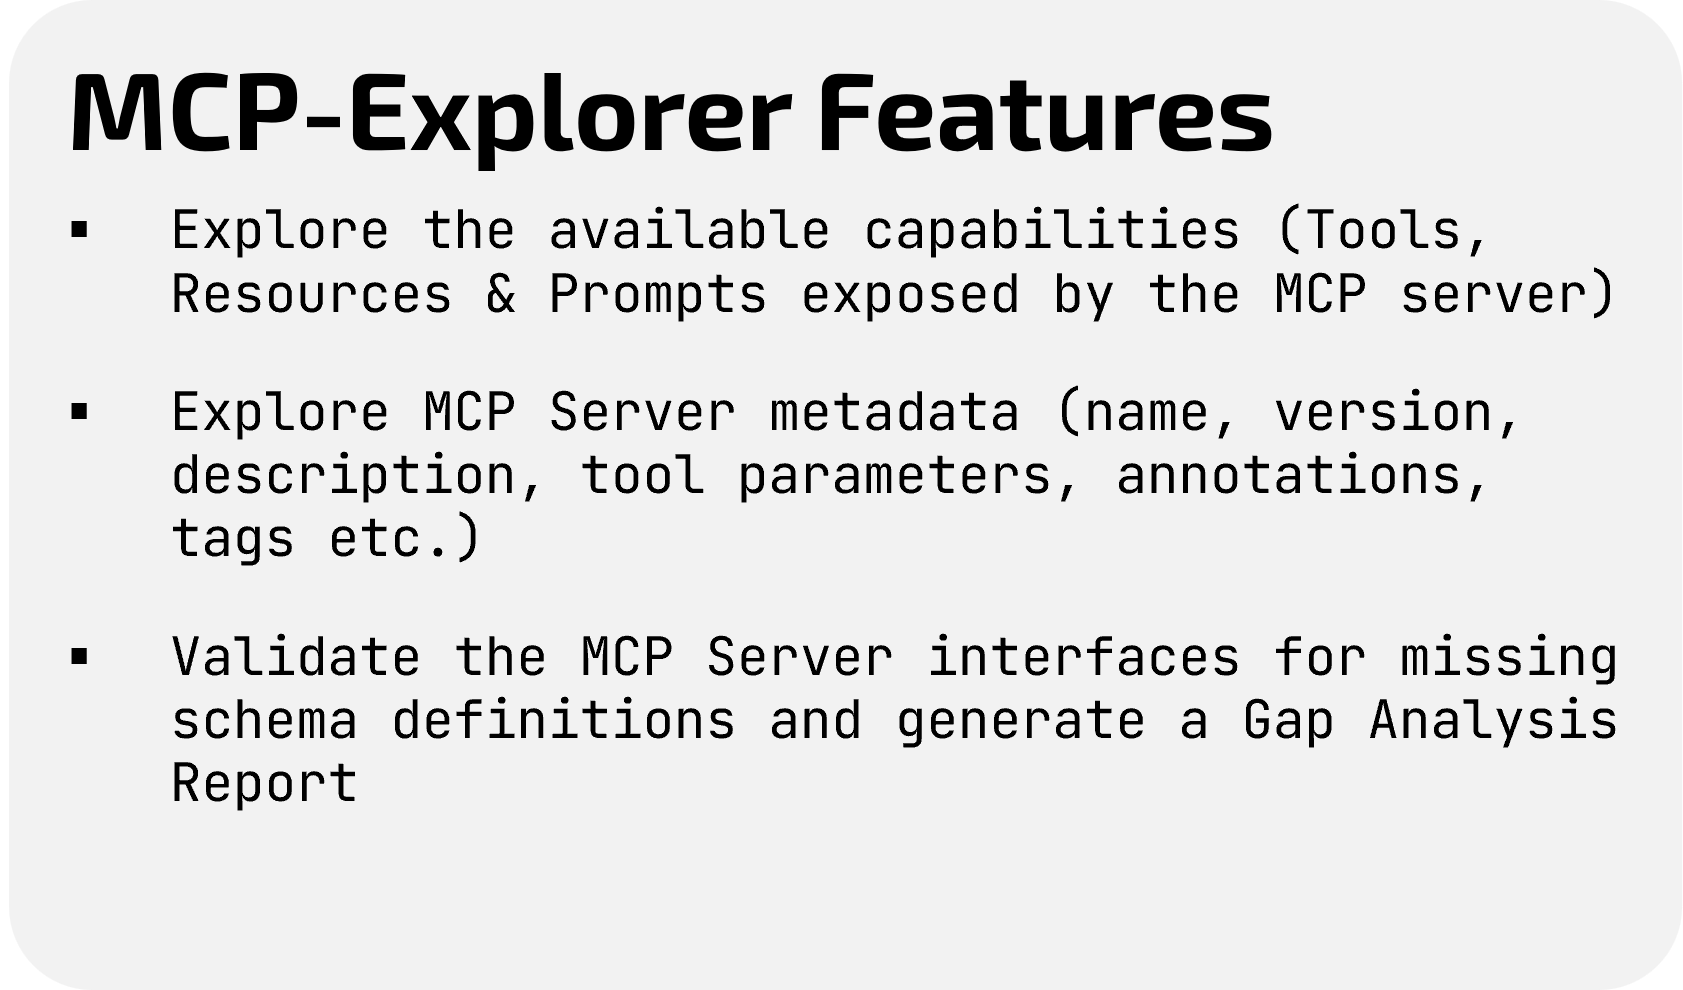 MCP-Explorer Features
▪ Explore the available capabilities (Tools,
Resources & Prompts exposed by the MCP server)
▪ Explore MCP Server metadata (name, version,
description, tool parameters, annotations,
tags etc.)
▪ Validate the MCP Server interfaces for missing
schema definitions and generate a Gap Analysis
Report